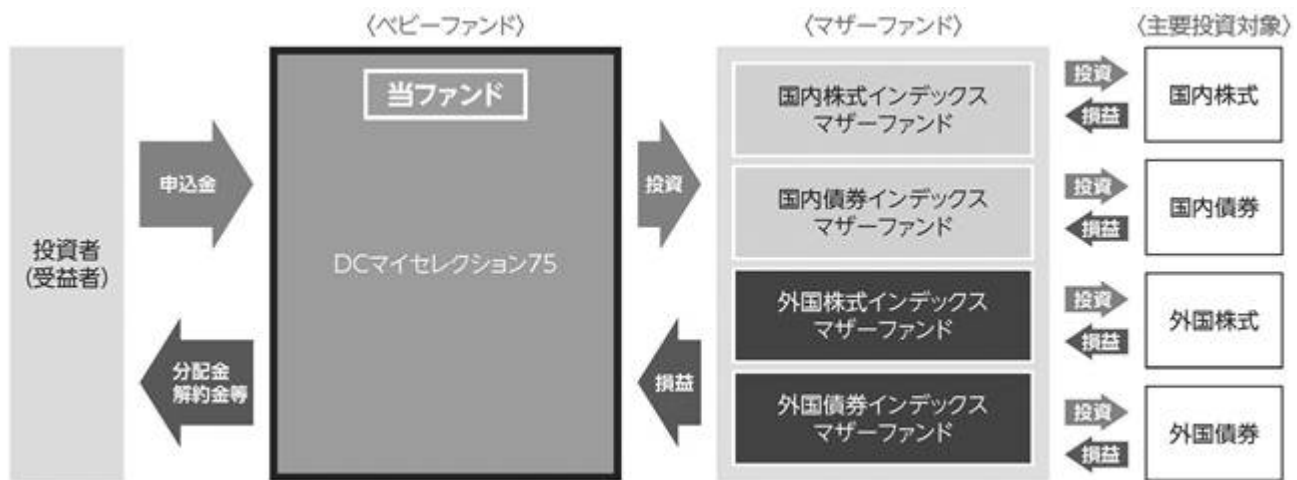 〈ベビーファンド〉
〈マザーファンド〉
〈主要投資対象〉
投資者
(受益者)
申込金
分配金
解約金等
当ファンド
DCマイセレクション75
投資
損益
国内株式インデックス
マザーファンド
国内債券インデックス
マザーファンド
外国株式インデックス
マザーファンド
外国債券インデックス
マザーファンド
投資
損益
国内株式
投資
損益
国内債券
投資
損益
外国株式
投資
損益
外国債券